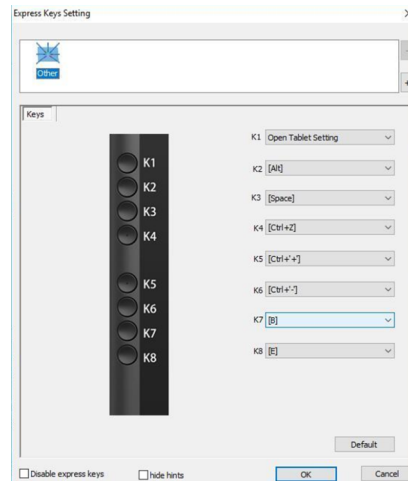 Express Keys Setting
Other
Keys
K1
K2
K3
K4
K5
K6
K7
K8
K1 Open Tablet Setting
K2 [Alt]
K3 [Space]
K4 [Ctrl+Z]
K5 [Ctrl+'+']
K6 [Ctrl+'-']
K7 [B]
K8 [E]
Default
Disable express keys
hide hints
OK
Cancel